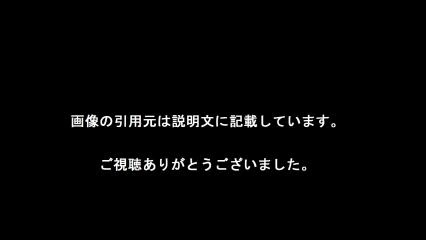 画像の引用元は説明文に記載しています。
ご視聴ありがとうございました。